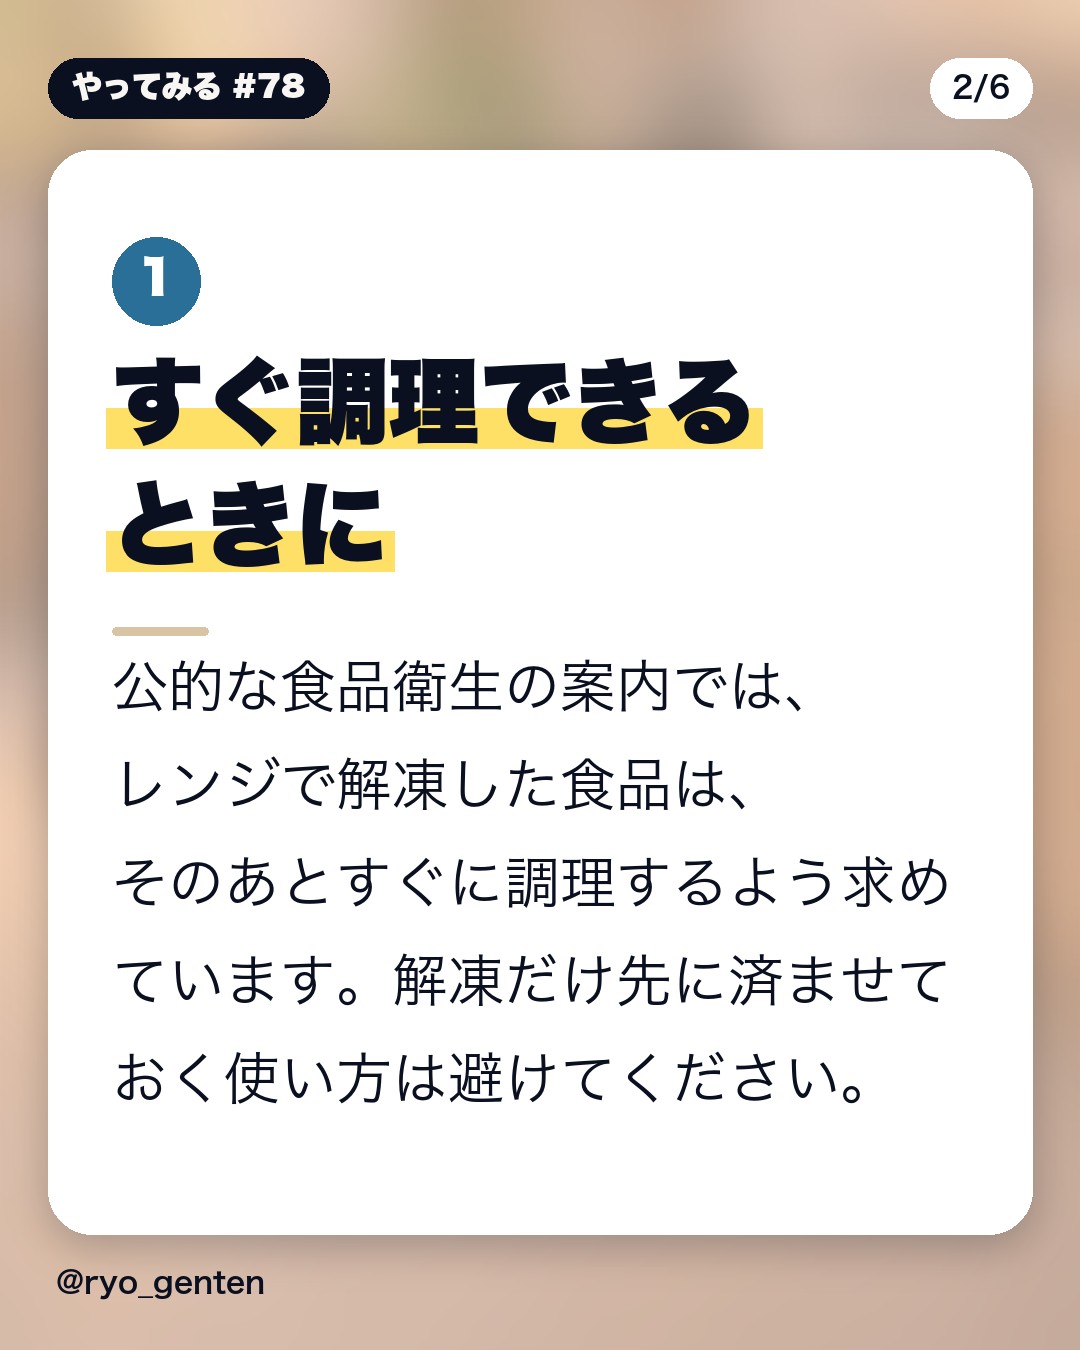 やってみる #78
2/6
1
すぐ調理できる
ときに
公的な食品衛生の案内では、
レンジで解凍した食品は、
そのあとすぐに調理するよう求め
ています。解凍だけ先に済ませて
おく使い方は避けてください。
@ryo_genten